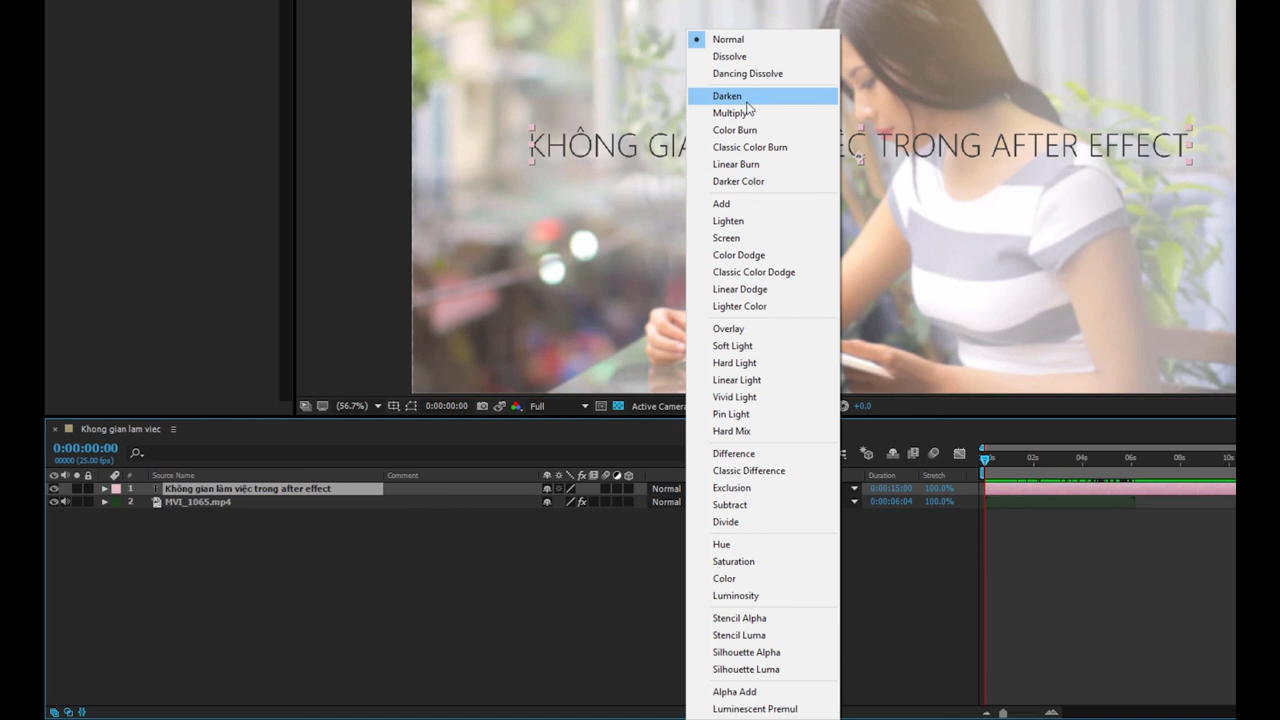 Normal
Dissolve
Dancing Dissolve
Darken
Multiply
Color Burn
Classic Color Burn
Linear Burn
Darker Color
Add
Lighten
Screen
Color Dodge
Classic Color Dodge
Linear Dodge
Lighter Color
Overlay
Soft Light
Hard Light
Linear Light
Vivid Light
Pin Light
Hard Mix
Difference
Classic Difference
Exclusion
Subtract
Divide
Hue
Saturation
Color
Luminosity
Stencil Alpha
Stencil Luma
Silhouette Alpha
Silhouette Luma
Alpha Add
Luminescent Premul
KHÔNG GIA ỆC TRONG AFTER EFFECT
(56.7%) 0:00:00:00 Full Active Camera +0.0
Khong gian lam viec
0:00:00:00
00000 (25.00 fps)
02s 04s 06s 08s 10s
# Source Name Comment Duration Stretch
1 Không gian làm việc trong after effect Normal 0:00:15:00 100.0%
2 MVI_1065.mp4 Normal 0:00:06:04 100.0%